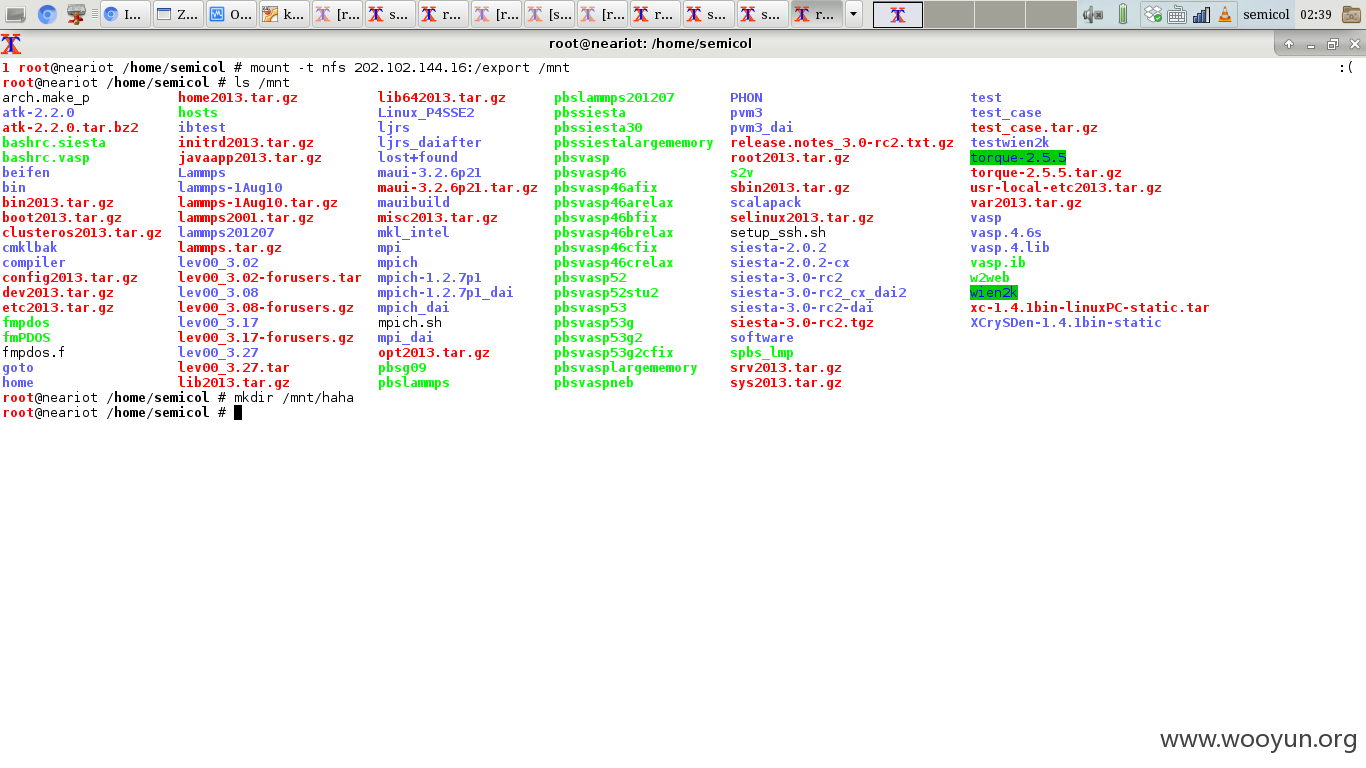 I... Z... O... k... [r... s... r... [r... [s... [r... r... s... s... r... semicol 02:39
root@neariot: /home/semicol
1 root@neariot /home/semicol # mount -t nfs 202.102.144.16:/export /mnt :(
root@neariot /home/semicol # ls /mnt
arch.make_p home2013.tar.gz lib642013.tar.gz pbslammps201207 PHON test
atk-2.2.0 hosts Linux_P4SSE2 pbssiesta pvm3 test_case
atk-2.2.0.tar.bz2 ibtest ljrs pbssiesta30 pvm3_dai test_case.tar.gz
bashrc.siesta initrd2013.tar.gz ljrs_daiafter pbssiestalargememory release.notes_3.0-rc2.txt.gz testwien2k
bashrc.vasp javaapp2013.tar.gz lost+found pbsvasp root2013.tar.gz torque-2.5.5
beifen Lammps maui-3.2.6p21 pbsvasp46 s2v torque-2.5.5.tar.gz
bin lammps-1Aug10 maui-3.2.6p21.tar.gz pbsvasp46afix sbin2013.tar.gz usr-local-etc2013.tar.gz
bin2013.tar.gz lammps-1Aug10.tar.gz mauibuild pbsvasp46arelax scalapack var2013.tar.gz
boot2013.tar.gz lammps2001.tar.gz misc2013.tar.gz pbsvasp46bfix selinux2013.tar.gz vasp
clusteros2013.tar.gz lammps201207 mkl_intel pbsvasp46brelax setup_ssh.sh vasp.4.6s
cmklbak lammps.tar.gz mpi pbsvasp46cfix siesta-2.0.2 vasp.4.lib
compiler lev00_3.02 mpich pbsvasp46crelax siesta-2.0.2-cx vasp.ib
config2013.tar.gz lev00_3.02-forusers.tar mpich-1.2.7p1 pbsvasp52 siesta-3.0-rc2 w2web
dev2013.tar.gz lev00_3.08 mpich-1.2.7p1_dai pbsvasp52stu2 siesta-3.0-rc2_cx_dai2 wien2k
etc2013.tar.gz lev00_3.08-forusers.gz mpich_dai pbsvasp53 siesta-3.0-rc2-dai xc-1.4.1bin-linuxPC-static.tar
fmpdos lev00_3.17 mpich.sh pbsvasp53g siesta-3.0-rc2.tgz XCrySDen-1.4.1bin-static
fmPDOS lev00_3.17-forusers.gz mpi_dai pbsvasp53g2 software
fmpdos.f lev00_3.27 opt2013.tar.gz pbsvasp53g2cfix spbs_lmp
goto lev00_3.27.tar pbsg09 pbsvasplargememory srv2013.tar.gz
home lib2013.tar.gz pbslammps pbsvaspneb sys2013.tar.gz
root@neariot /home/semicol # mkdir /mnt/haha
root@neariot /home/semicol #
www.wooyun.org